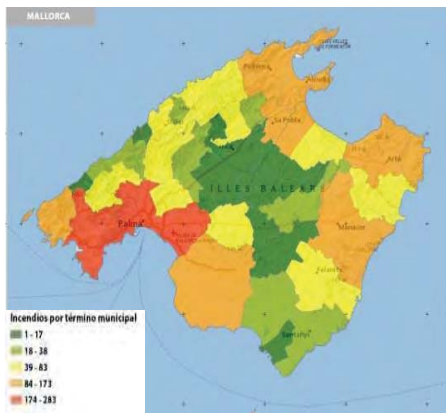 MALLORCA
Pollença
Alcúdia
Sa Pobla
Artà
ILLES BALEARS
Palma
Manacor
Felanitx
Santanyí
Incendios por término municipal
1 - 17
18 - 38
39 - 83
84 - 173
174 - 283